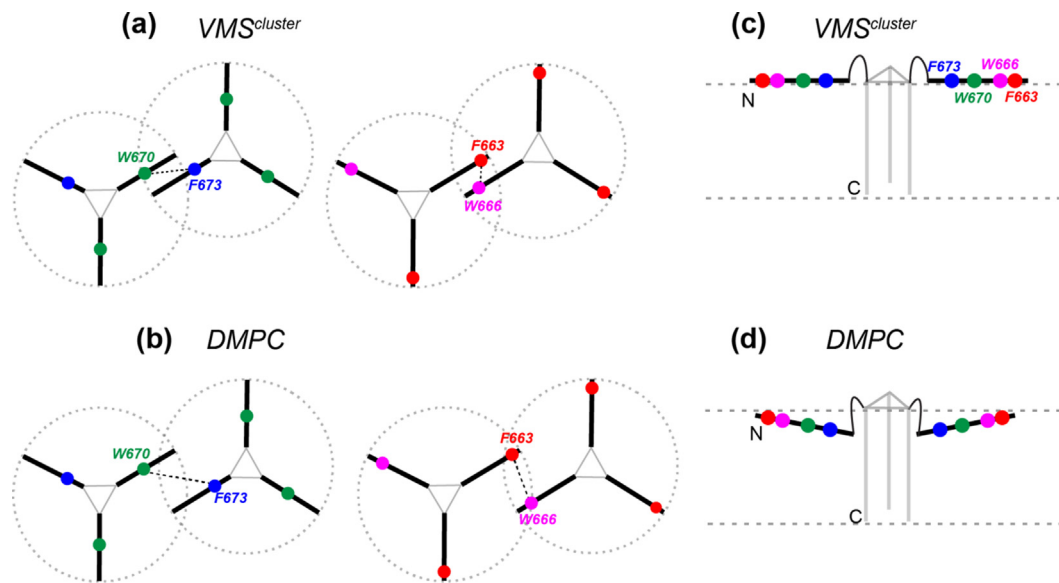 (a) VMS^cluster
W670
F673
F663
W666
(b) DMPC
W670
F673
F663
W666
(c) VMS^cluster
F673 W666
W670 F663
N
C
(d) DMPC
N
C